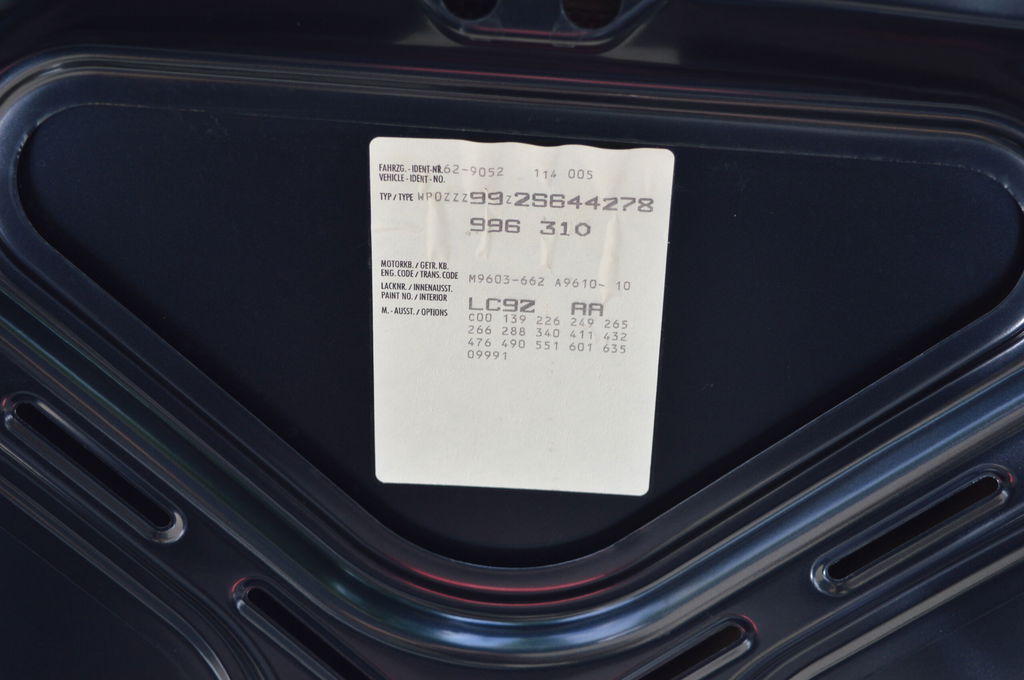 FAHRZG. - IDENT-NR. 62-9052 114 005
VEHICLE - IDENT - NO.
TYP / TYPE WP0ZZZ99Z2S644278
996 310
MOTORKB. / GETR. KB.
ENG. CODE / TRANS. CODE M9603-662 A9610- 10
LACKNR. / INNENAUSST.
PAINT NO. / INTERIOR LC9Z AA
M. - AUSST. / OPTIONS C00 139 226 249 265
266 288 340 411 432
476 490 551 601 635
09991